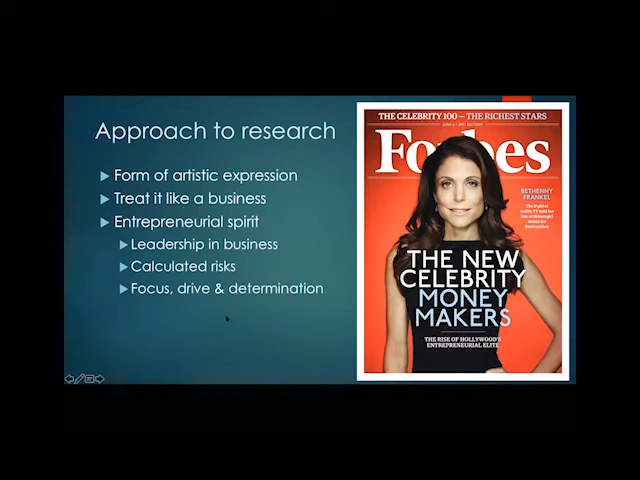 Approach to research
Form of artistic expression
Treat it like a business
Entrepreneurial spirit
Leadership in business
Calculated risks
Focus, drive & determination
THE CELEBRITY 100 – THE RICHEST STARS
Forbes
BETHENNY
FRANKEL
THE NEW
CELEBRITY
MONEY
MAKERS
THE RISE OF HOLLYWOOD'S
ENTREPRENEURIAL ELITE